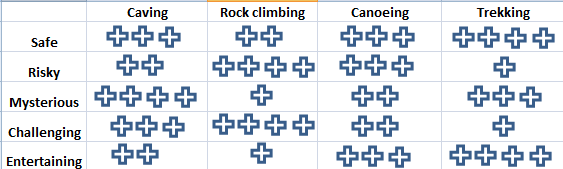 Caving Rock climbing Canoeing Trekking
Safe
Risky
Mysterious
Challenging
Entertaining